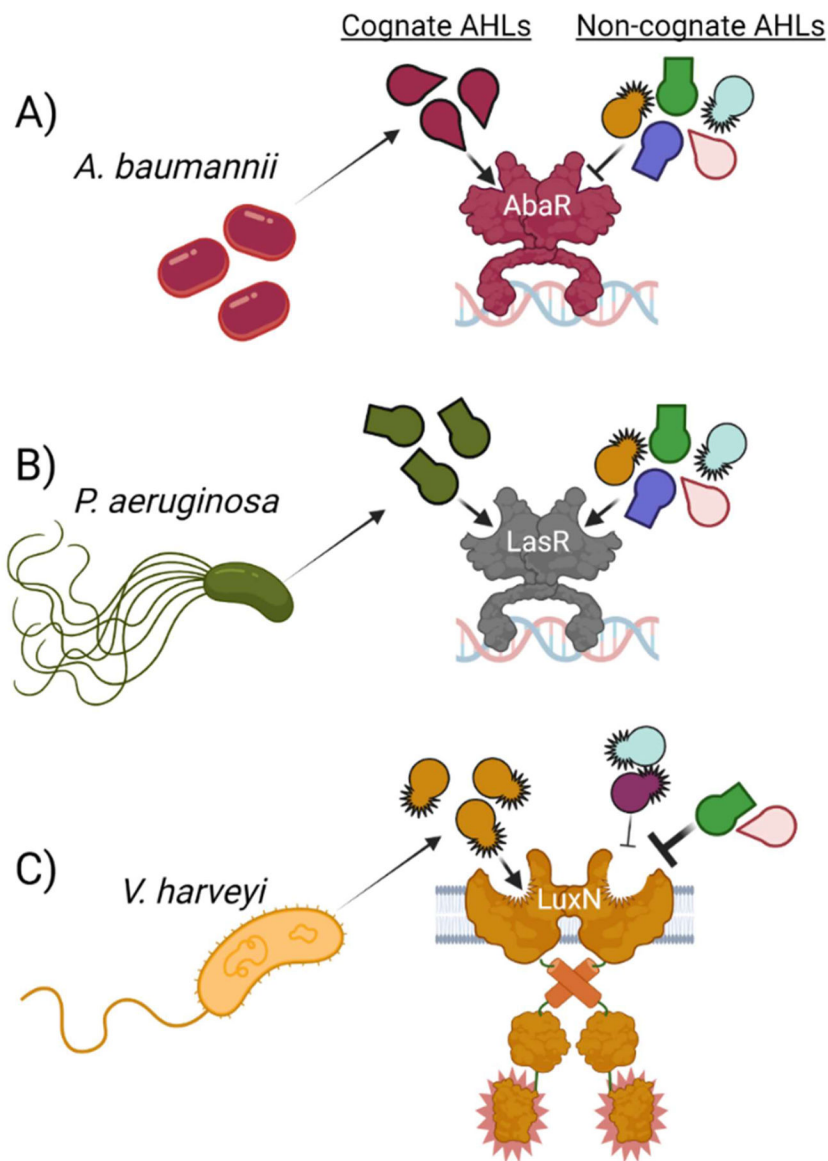 Cognate AHLs
Non-cognate AHLs
A)
A. baumannii
AbaR
B)
P. aeruginosa
LasR
C)
V. harveyi
LuxN